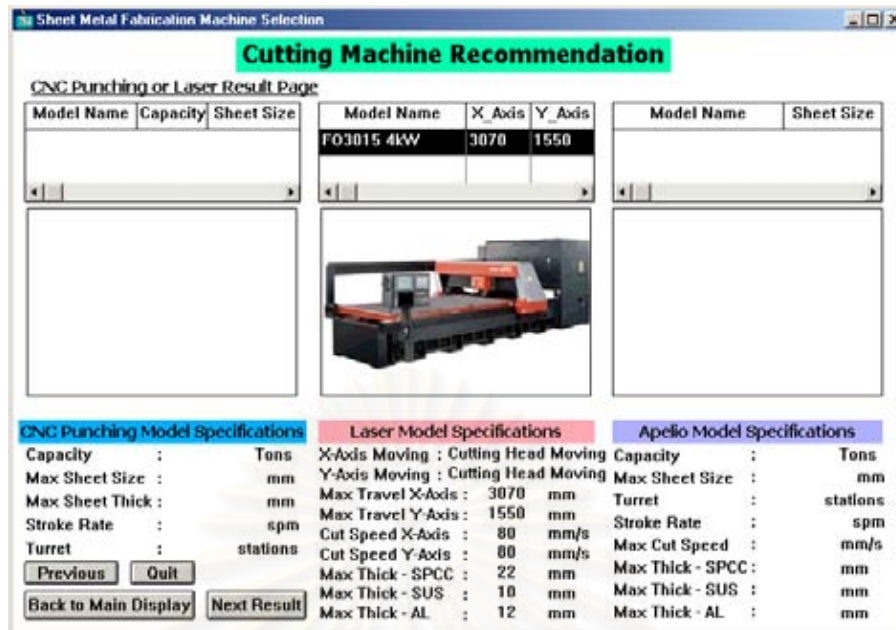 Sheet Metal Fabrication Machine Selection
Cutting Machine Recommendation
CNC Punching or Laser Result Page
Model Name Capacity Sheet Size
Model Name X_Axis Y_Axis
FO3015 4kW 3070 1550
Model Name Sheet Size
CNC Punching Model Specifications
Capacity : Tons
Max Sheet Size : mm
Max Sheet Thick : mm
Stroke Rate : spm
Turret : stations
Previous Quit
Back to Main Display Next Result
Laser Model Specifications
X-Axis Moving : Cutting Head Moving
Y-Axis Moving : Cutting Head Moving
Max Travel X-Axis : 3070 mm
Max Travel Y-Axis : 1550 mm
Cut Speed X-Axis : 80 mm/s
Cut Speed Y-Axis : 80 mm/s
Max Thick - SPCC : 22 mm
Max Thick - SUS : 10 mm
Max Thick - AL : 12 mm
Apelio Model Specifications
Capacity : Tons
Max Sheet Size : mm
Turret : stations
Stroke Rate : spm
Max Cut Speed : mm/s
Max Thick - SPCC : mm
Max Thick - SUS : mm
Max Thick - AL : mm